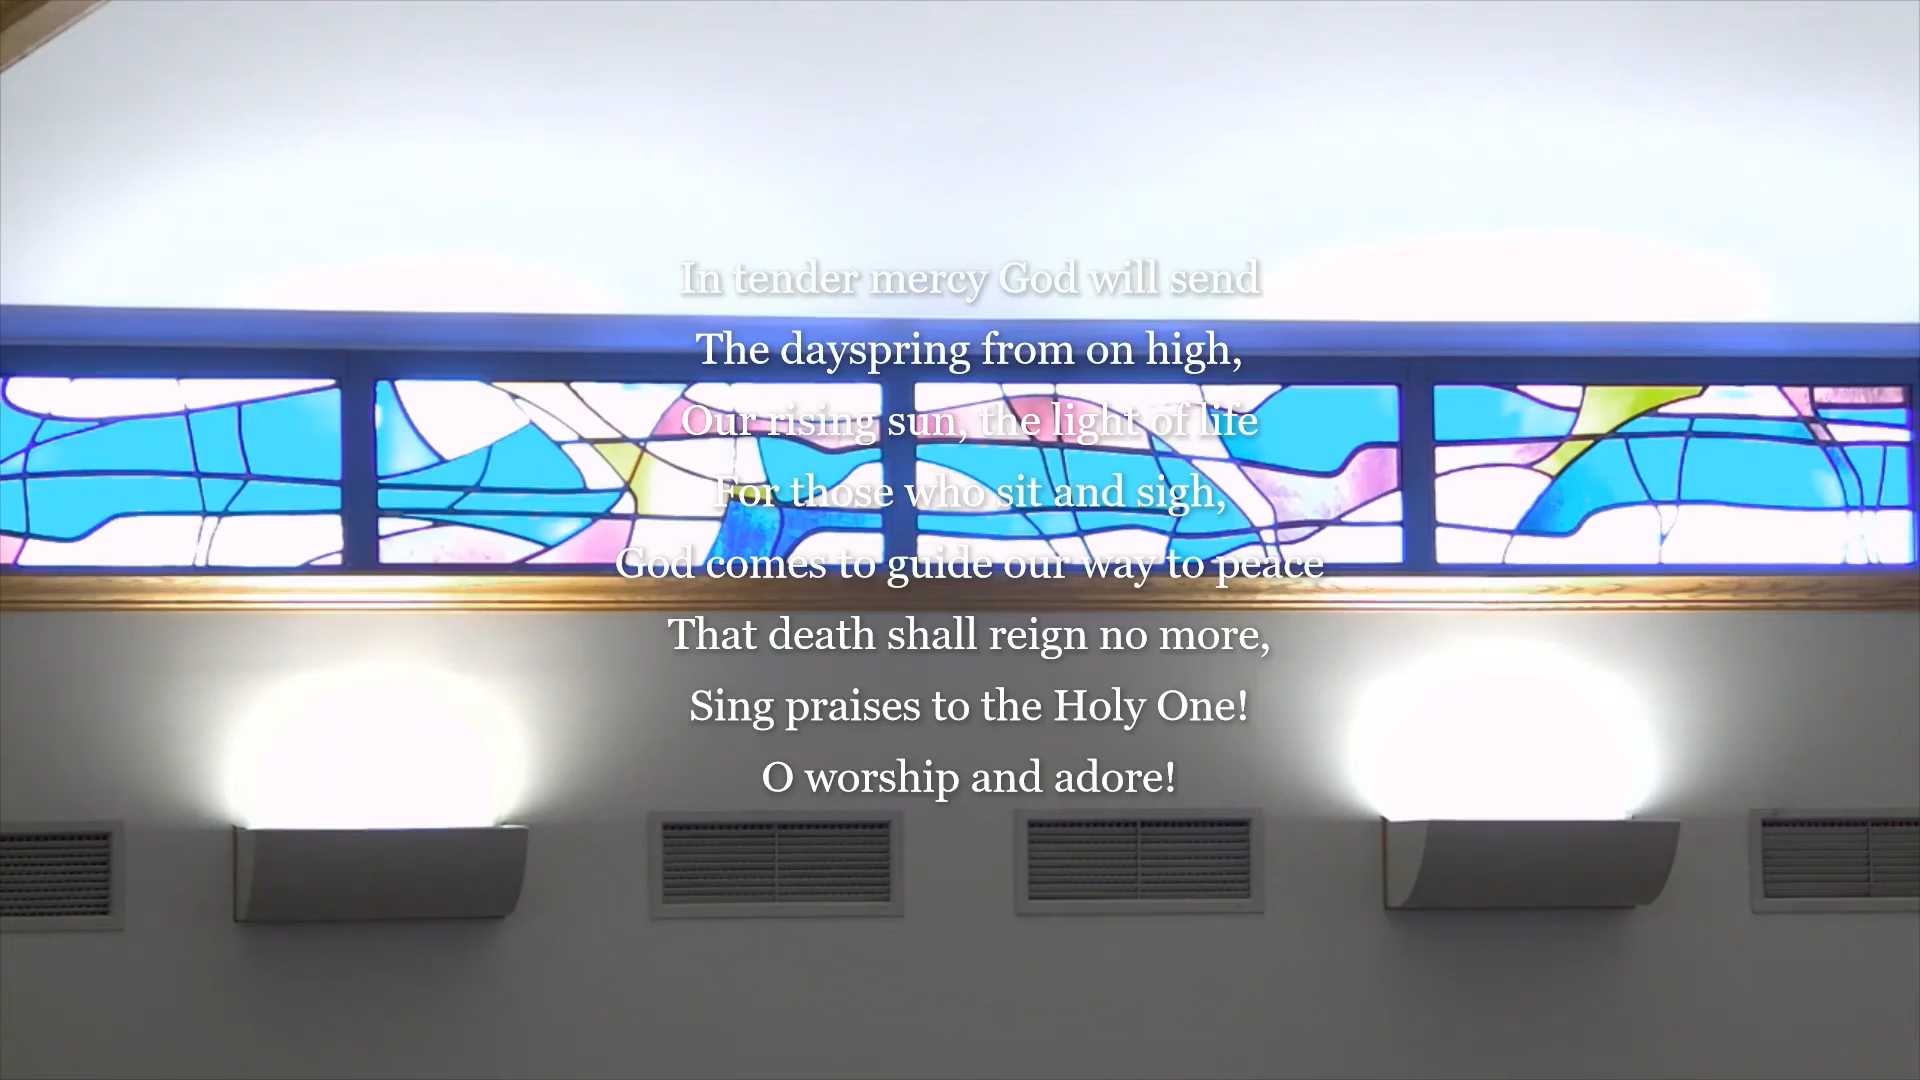 In tender mercy God will send
The dayspring from on high,
Our rising sun, the light of life
For those who sit and sigh,
God comes to guide our way to peace
That death shall reign no more,
Sing praises to the Holy One!
O worship and adore!